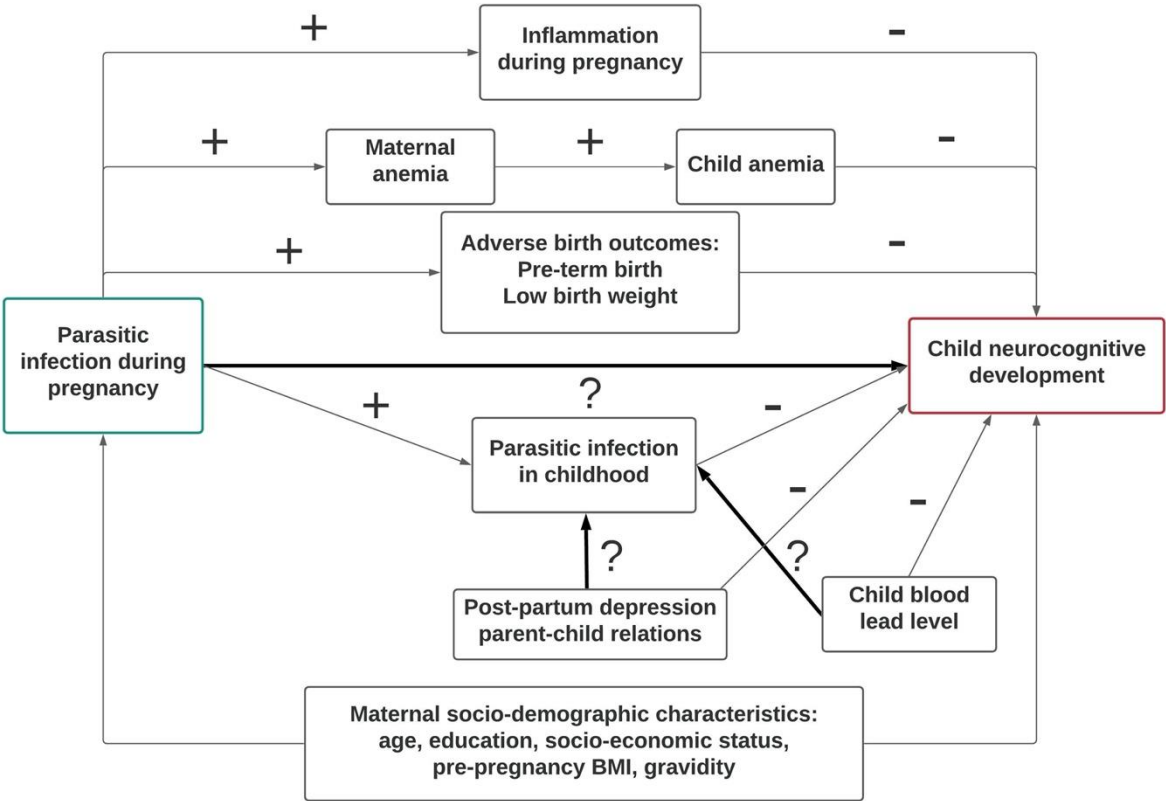 +
Inflammation
during pregnancy
-
+
Maternal
anemia
+
Child anemia
-
+
Adverse birth outcomes:
Pre-term birth
Low birth weight
-
Parasitic
infection during
pregnancy
Child neurocognitive
development
?
+
-
Parasitic infection
in childhood
-
-
?
?
Post-partum depression
parent-child relations
Child blood
lead level
Maternal socio-demographic characteristics:
age, education, socio-economic status,
pre-pregnancy BMI, gravidity